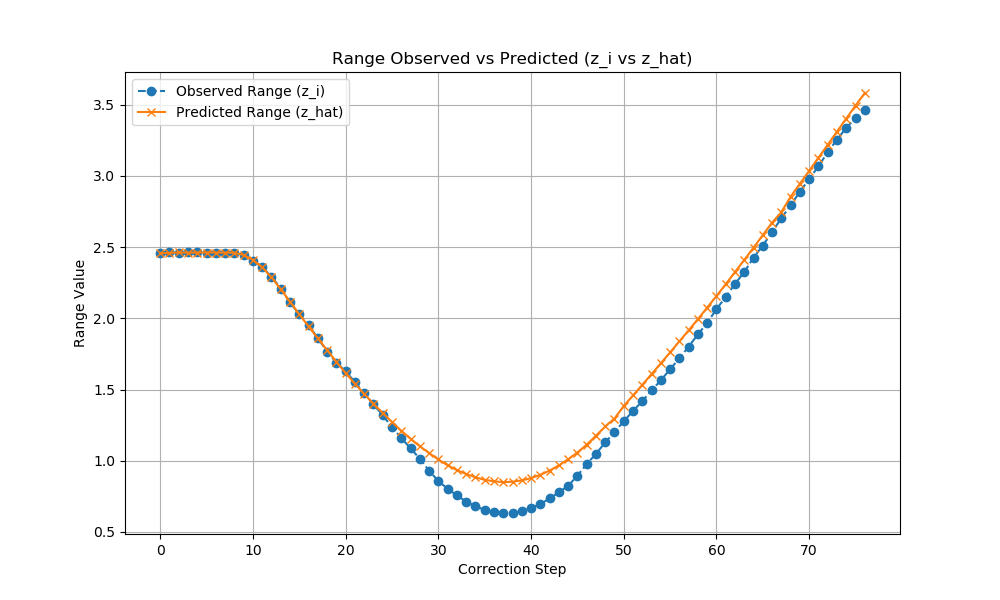 Range Observed vs Predicted (z_i vs z_hat)
Observed Range (z_i)
Predicted Range (z_hat)
Range Value
3.5
3.0
2.5
2.0
1.5
1.0
0.5
0 10 20 30 40 50 60 70
Correction Step